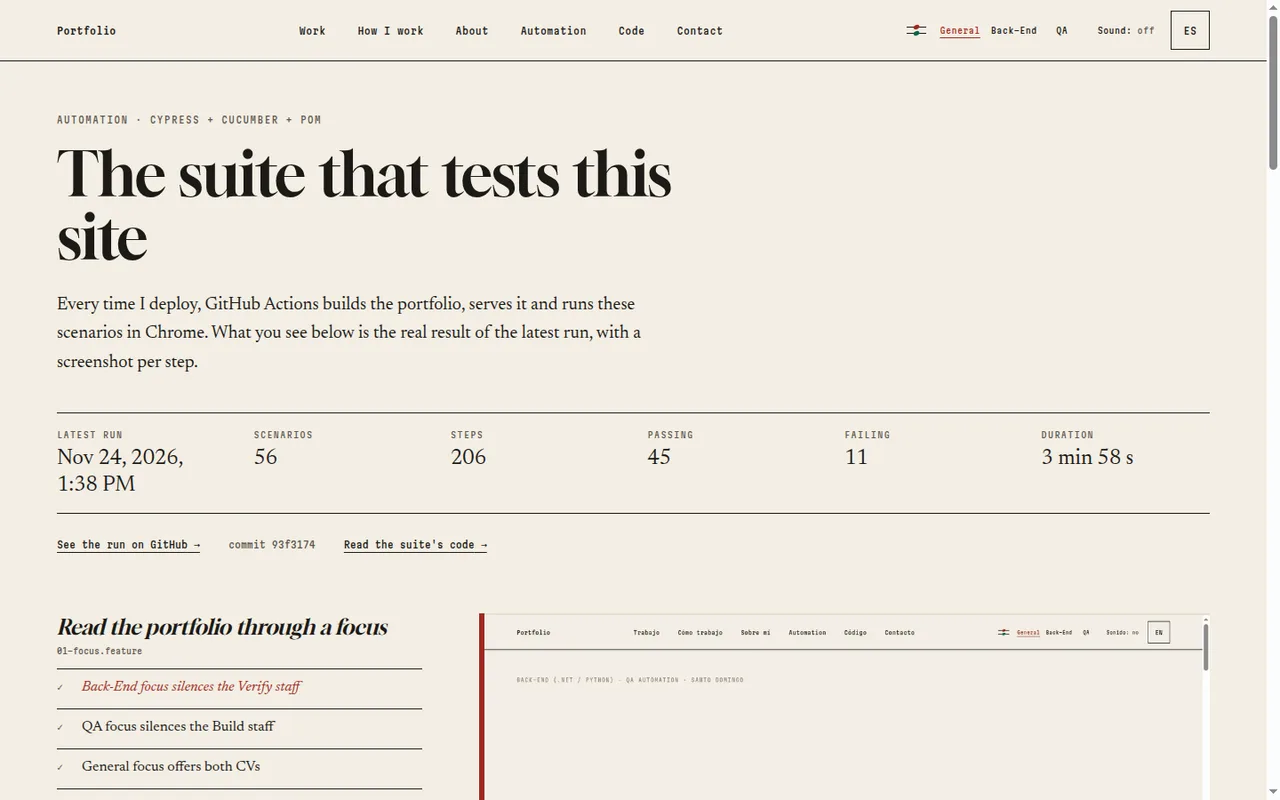 Portfolio
Work How I work About Automation Code Contact
General Back-End QA Sound: off ES
AUTOMATION · CYPRESS + CUCUMBER + POM
The suite that tests this
site
Every time I deploy, GitHub Actions builds the portfolio, serves it and runs these
scenarios in Chrome. What you see below is the real result of the latest run, with a
screenshot per step.
LATEST RUN
Nov 24, 2026,
1:38 PM
SCENARIOS
56
STEPS
206
PASSING
45
FAILING
11
DURATION
3 min 58 s
See the run on GitHub → commit 93f3174 Read the suite's code →
Read the portfolio through a focus
01-focus.feature
✓ Back-End focus silences the Verify staff
✓ QA focus silences the Build staff
✓ General focus offers both CVs
Portfolio Trabajo Cómo trabajo Sobre mí Automation Código Contacto General Back-End QA Sonido: no EN
BACK-END (.NET / PYTHON) · QA AUTOMATION · SANTO DOMINGO